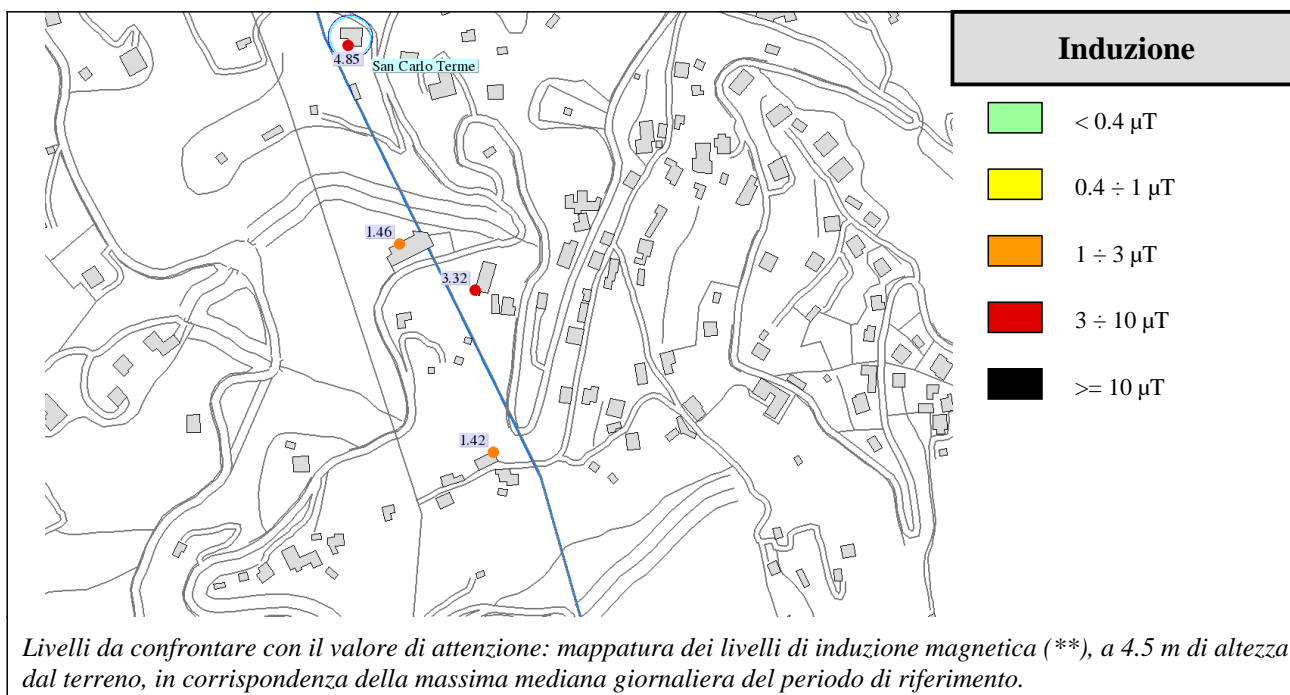 4.85
San Carlo Terme
1.46
3.32
1.42
Induzione
< 0.4 µT
0.4 ÷ 1 µT
1 ÷ 3 µT
3 ÷ 10 µT
>= 10 µT
Livelli da confrontare con il valore di attenzione: mappatura dei livelli di induzione magnetica (**), a 4.5 m di altezza
dal terreno, in corrispondenza della massima mediana giornaliera del periodo di riferimento.